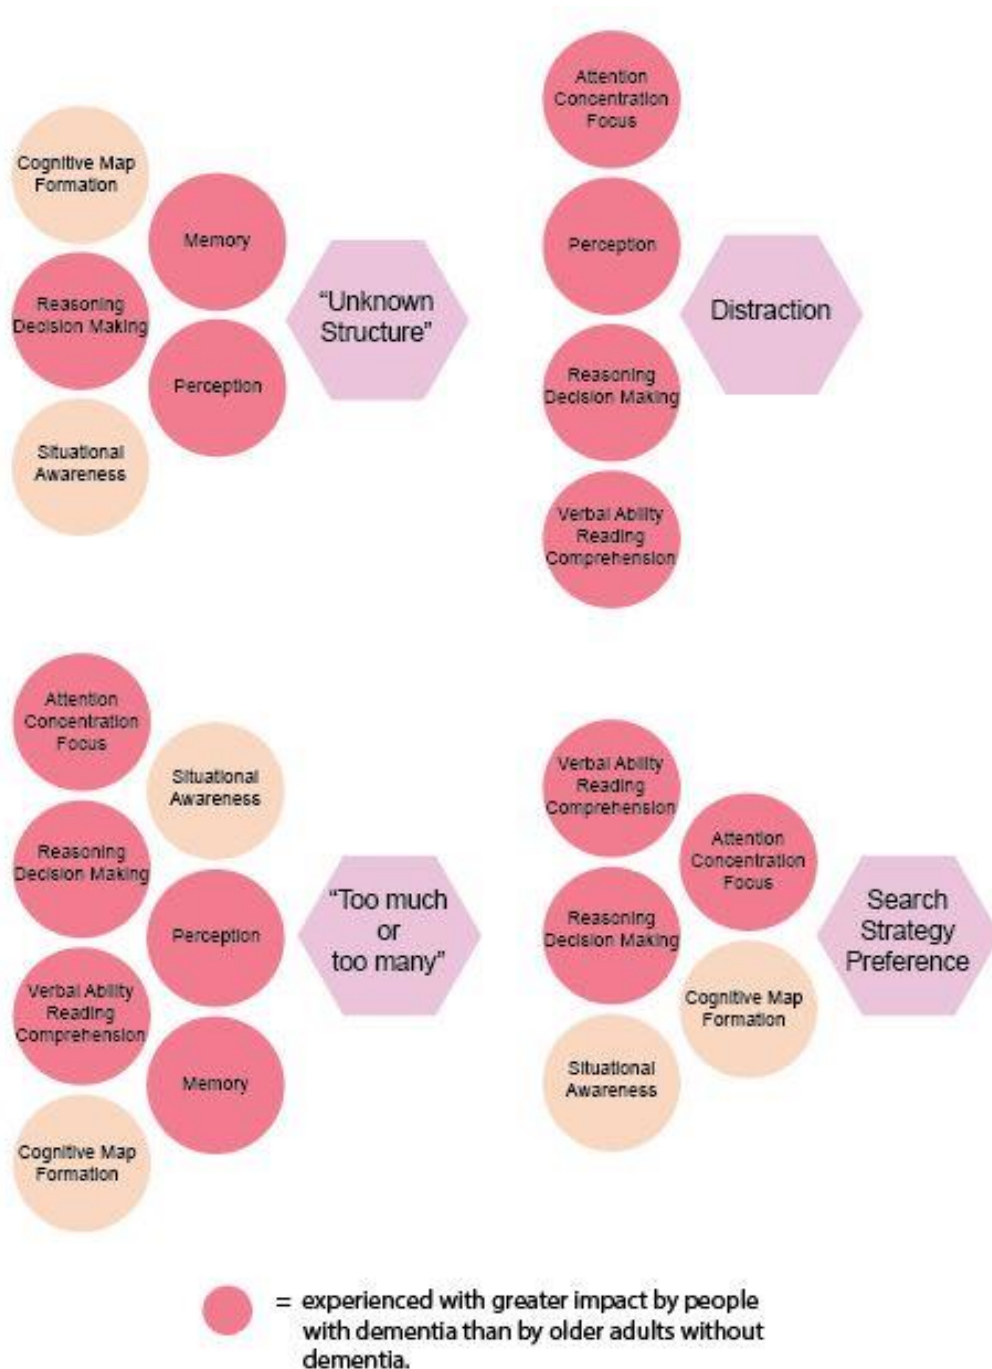 Cognitive Map
Formation
Memory
Reasoning
Decision Making
Perception
Situational
Awareness
“Unknown
Structure”
Attention
Concentration
Focus
Perception
Reasoning
Decision Making
Verbal Ability
Reading
Comprehension
Distraction
Attention
Concentration
Focus
Situational
Awareness
Reasoning
Decision Making
Perception
Verbal Ability
Reading
Comprehension
Memory
Cognitive Map
Formation
“Too much
or
too many”
Verbal Ability
Reading
Comprehension
Attention
Concentration
Focus
Reasoning
Decision Making
Cognitive Map
Formation
Situational
Awareness
Search
Strategy
Preference
= experienced with greater impact by people
with dementia than by older adults without
dementia.